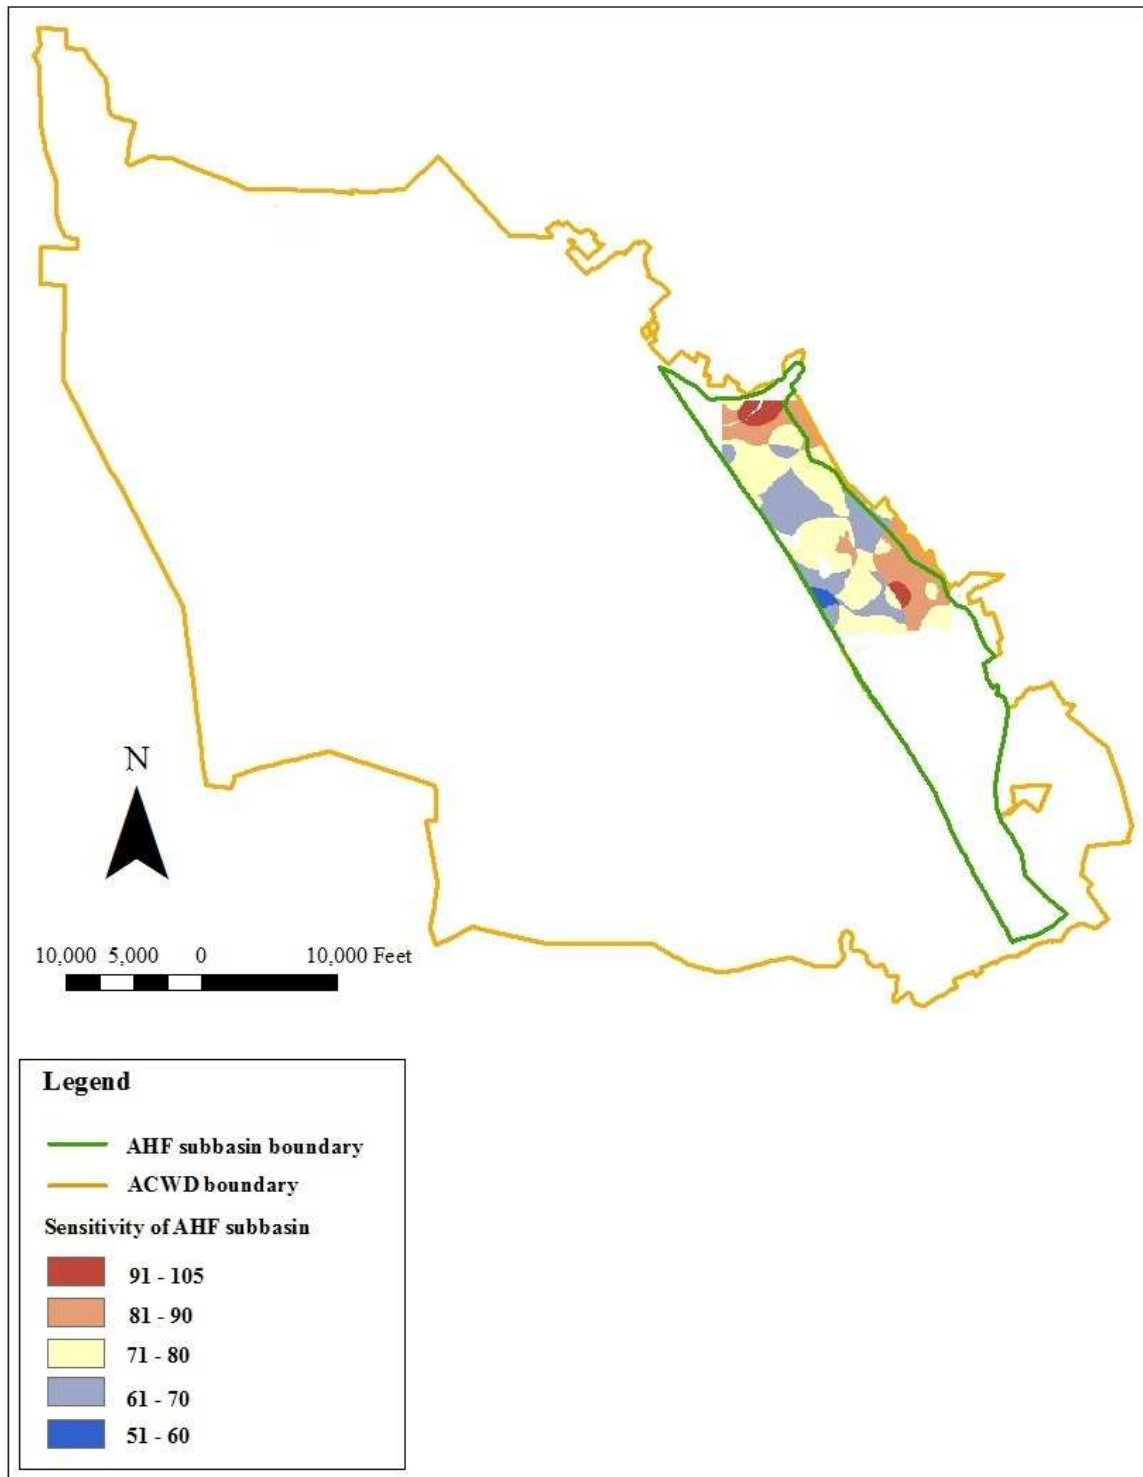 N
10,000 5,000 0 10,000 Feet
Legend
AHF subbasin boundary
ACWD boundary
Sensitivity of AHF subbasin
91 - 105
81 - 90
71 - 80
61 - 70
51 - 60